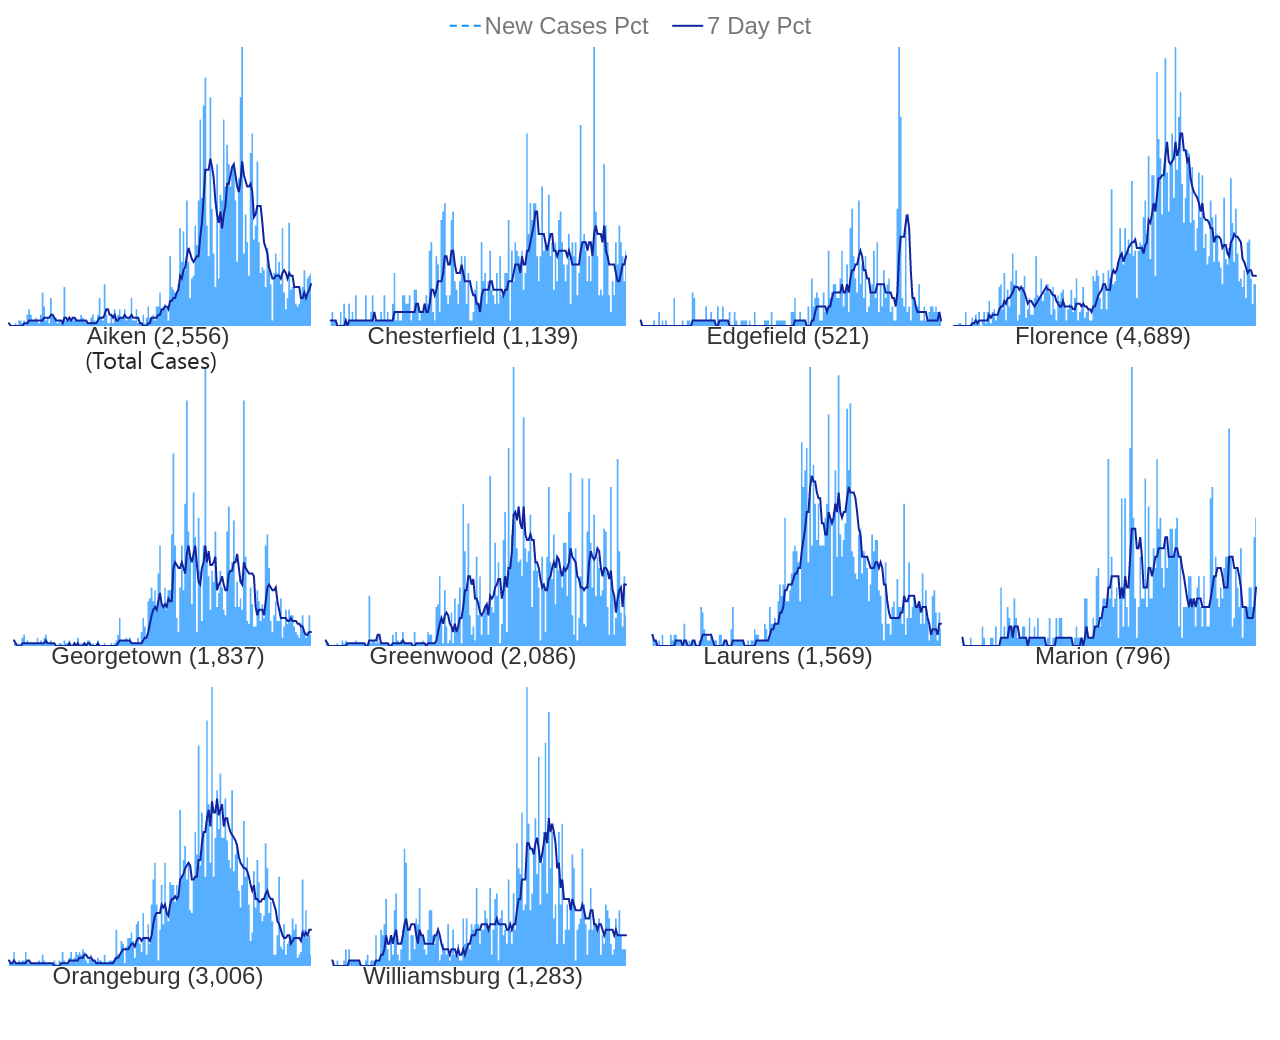 New Cases Pct 7 Day Pct
Aiken (2,556) Chesterfield (1,139) Edgefield (521) Florence (4,689)
(Total Cases)
Georgetown (1,837) Greenwood (2,086) Laurens (1,569) Marion (796)
Orangeburg (3,006) Williamsburg (1,283)